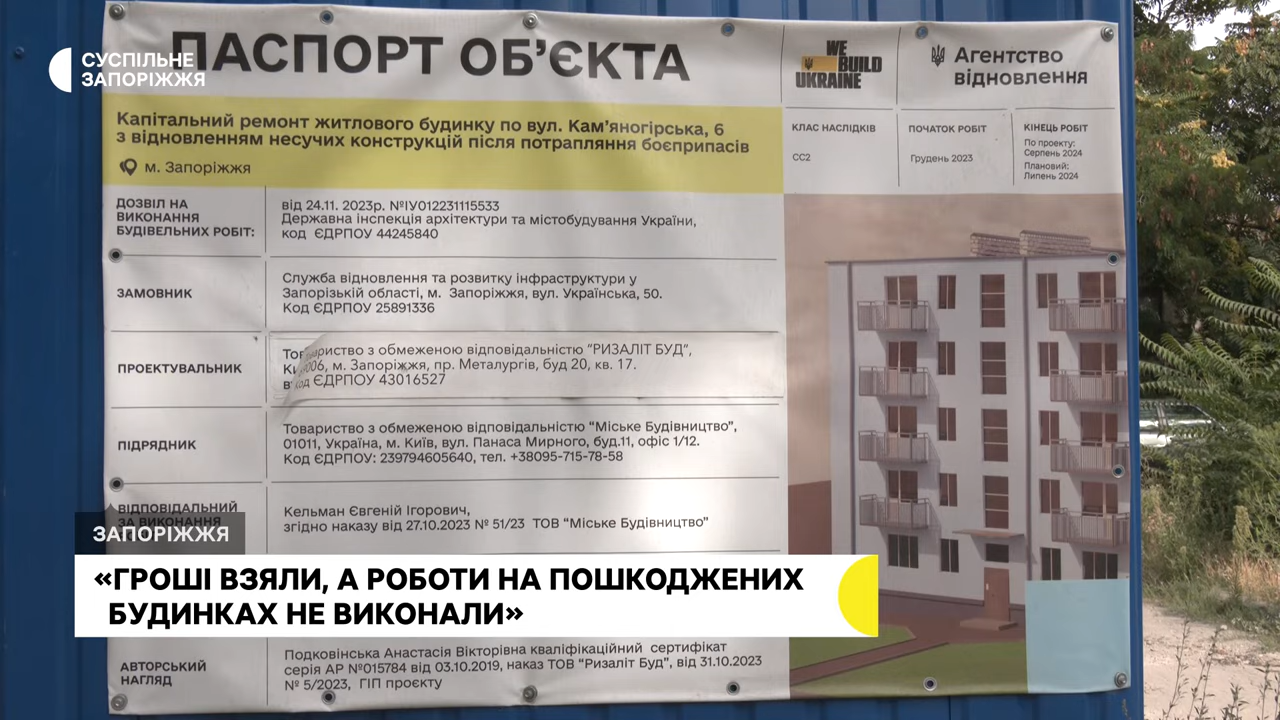 СУСПІЛЬНЕ
ЗАПОРІЖЖЯ
ПАСПОРТ ОБ’ЄКТА
WE
BUILD
UKRAINE
Агентство
відновлення
Капітальний ремонт житлового будинку по вул. Кам’яногірська, 6
з відновленням несучих конструкцій після потрапляння боєприпасів
м. Запоріжжя
КЛАС НАСЛІДКІВ
СС2
ПОЧАТОК РОБІТ
Грудень 2023
КІНЕЦЬ РОБІТ
По проекту:
Серпень 2024
Плановий:
Липень 2024
ДОЗВІЛ НА
ВИКОНАННЯ
БУДІВЕЛЬНИХ РОБІТ:
від 24.11. 2023р. №ІУ012231115533
Державна інспекція архітектури та містобудування України,
код ЄДРПОУ 44245840
ЗАМОВНИК
Служба відновлення та розвитку інфраструктури у
Запорізькій області, м. Запоріжжя, вул. Українська, 50.
Код ЄДРПОУ 25891336
ПРОЕКТУВАЛЬНИК
Товариство з обмеженою відповідальністю “РИЗАЛІТ БУД”,
м. Запоріжжя, пр. Металургів, буд 20, кв. 17.
ЄДРПОУ 43016527
ПІДРЯДНИК
Товариство з обмеженою відповідальністю “Міське Будівництво”,
01011, Україна, м. Київ, вул. Панаса Мирного, буд.11, офіс 1/12.
Код ЄДРПОУ: 239794605640, тел. +38095-715-78-58
ВІДПОВІДАЛЬНИЙ
ЗА ВИКОНАННЯ
Кельман Євгеній Ігорович,
згідно наказу від 27.10.2023 № 51/23 ТОВ “Міське Будівництво”
ЗАПОРІЖЖЯ
«ГРОШІ ВЗЯЛИ, А РОБОТИ НА ПОШКОДЖЕНИХ
БУДИНКАХ НЕ ВИКОНАЛИ»
АВТОРСЬКИЙ
НАГЛЯД
Подковінська Анастасія Вікторівна кваліфікаційний сертифікат
серія АР №015784 від 03.10.2019, наказ ТОВ “Ризаліт Буд”, від 31.10.2023
№ 5/2023, ГІП проєкту